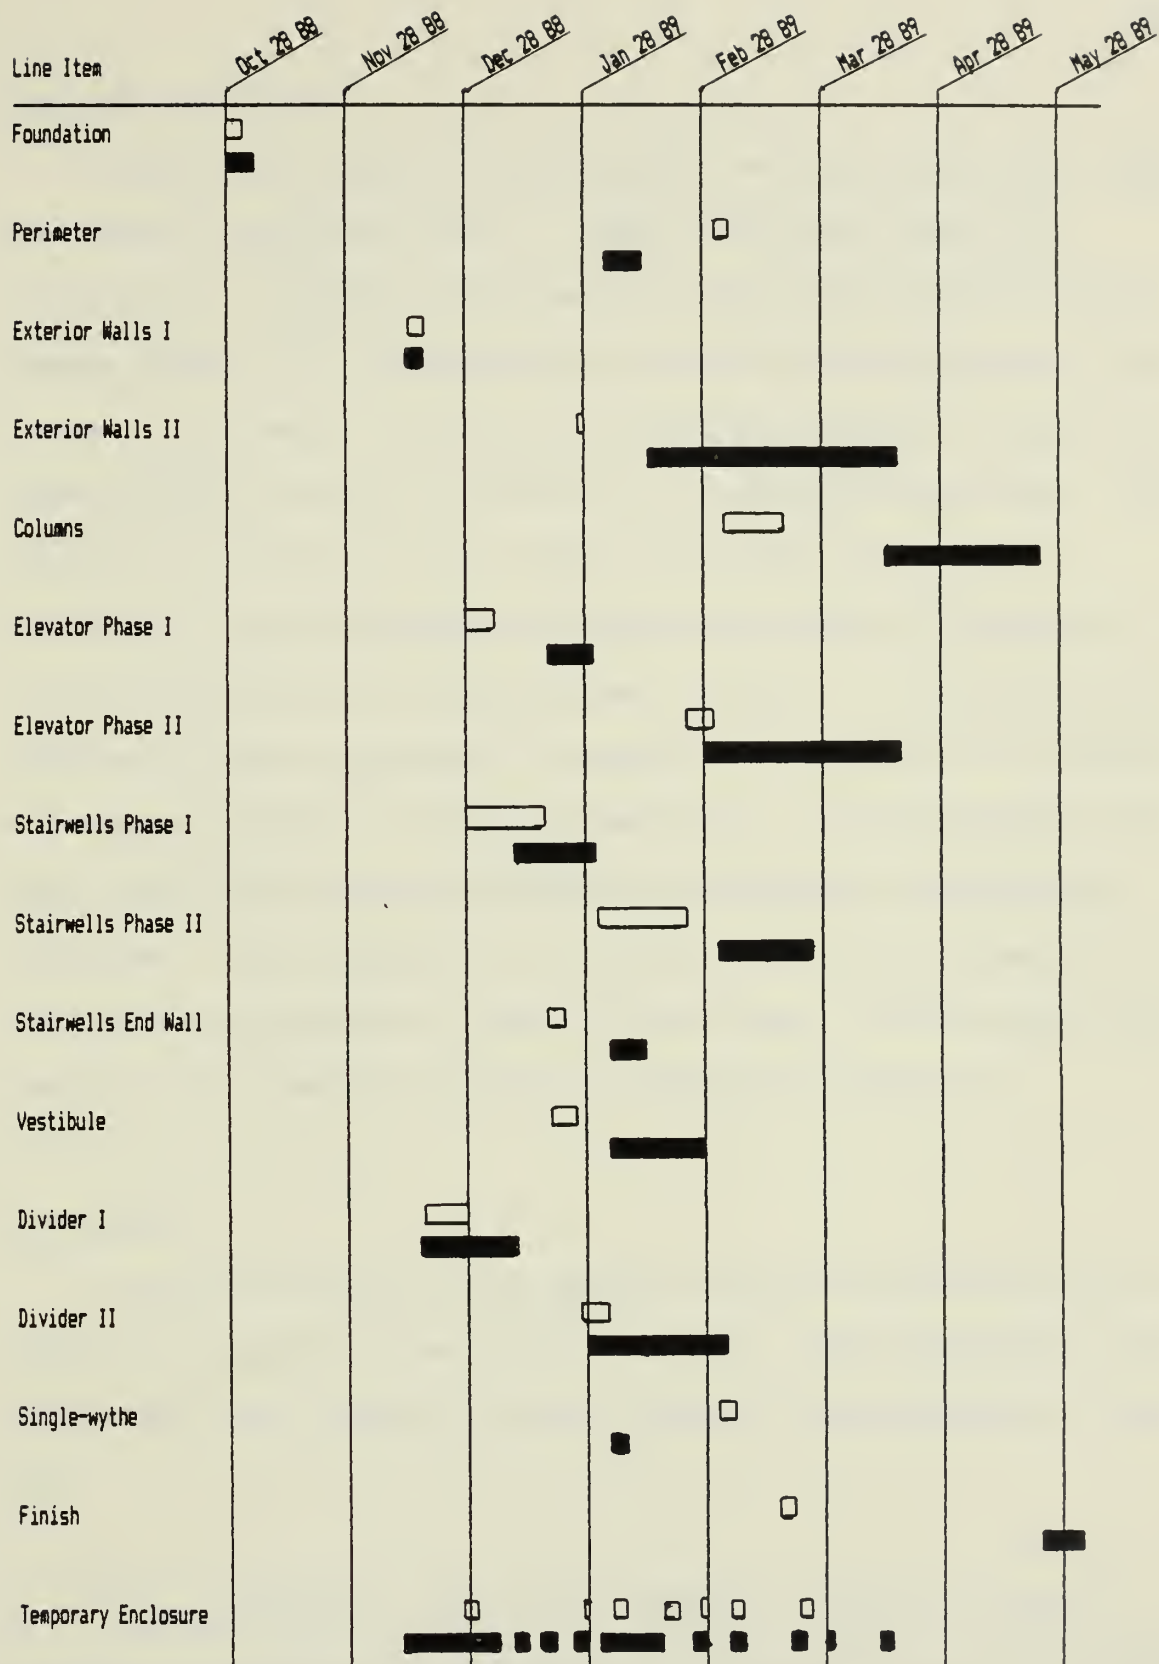 Oct 28 88
Nov 28 88
Dec 28 88
Jan 28 89
Feb 28 89
Mar 28 89
Apr 28 89
May 28 89
Line Item
Foundation
Perimeter
Exterior Walls I
Exterior Walls II
Columns
Elevator Phase I
Elevator Phase II
Stairwells Phase I
Stairwells Phase II
Stairwells End Wall
Vestibule
Divider I
Divider II
Single-wythe
Finish
Temporary Enclosure